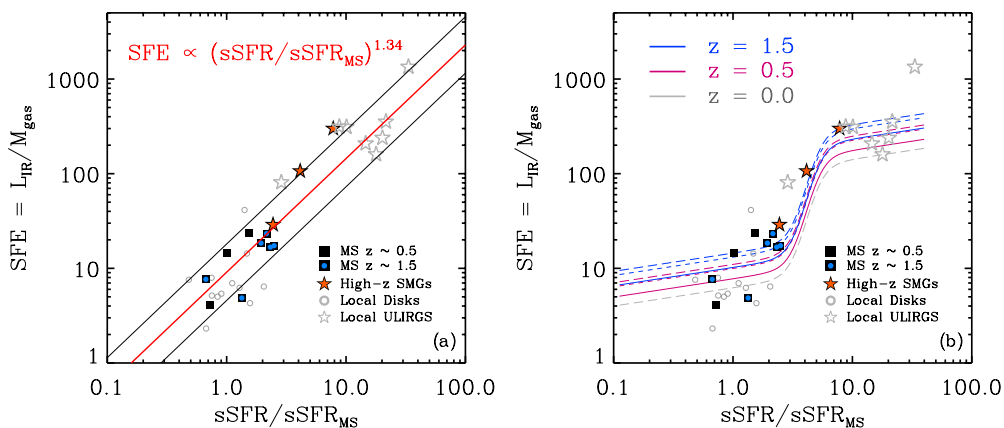 SFE ∝ (sSFR/sSFR_MS)^1.34
1000
100
10
1
SFE = L_IR/M_gas
MS z ~ 0.5
MS z ~ 1.5
High-z SMGs
Local Disks
Local ULIRGS
(a)
0.1
1.0
10.0
100.0
sSFR/sSFR_MS
z = 1.5
z = 0.5
z = 0.0
1000
100
10
1
SFE = L_IR/M_gas
MS z ~ 0.5
MS z ~ 1.5
High-z SMGs
Local Disks
Local ULIRGS
(b)
0.1
1.0
10.0
100.0
sSFR/sSFR_MS